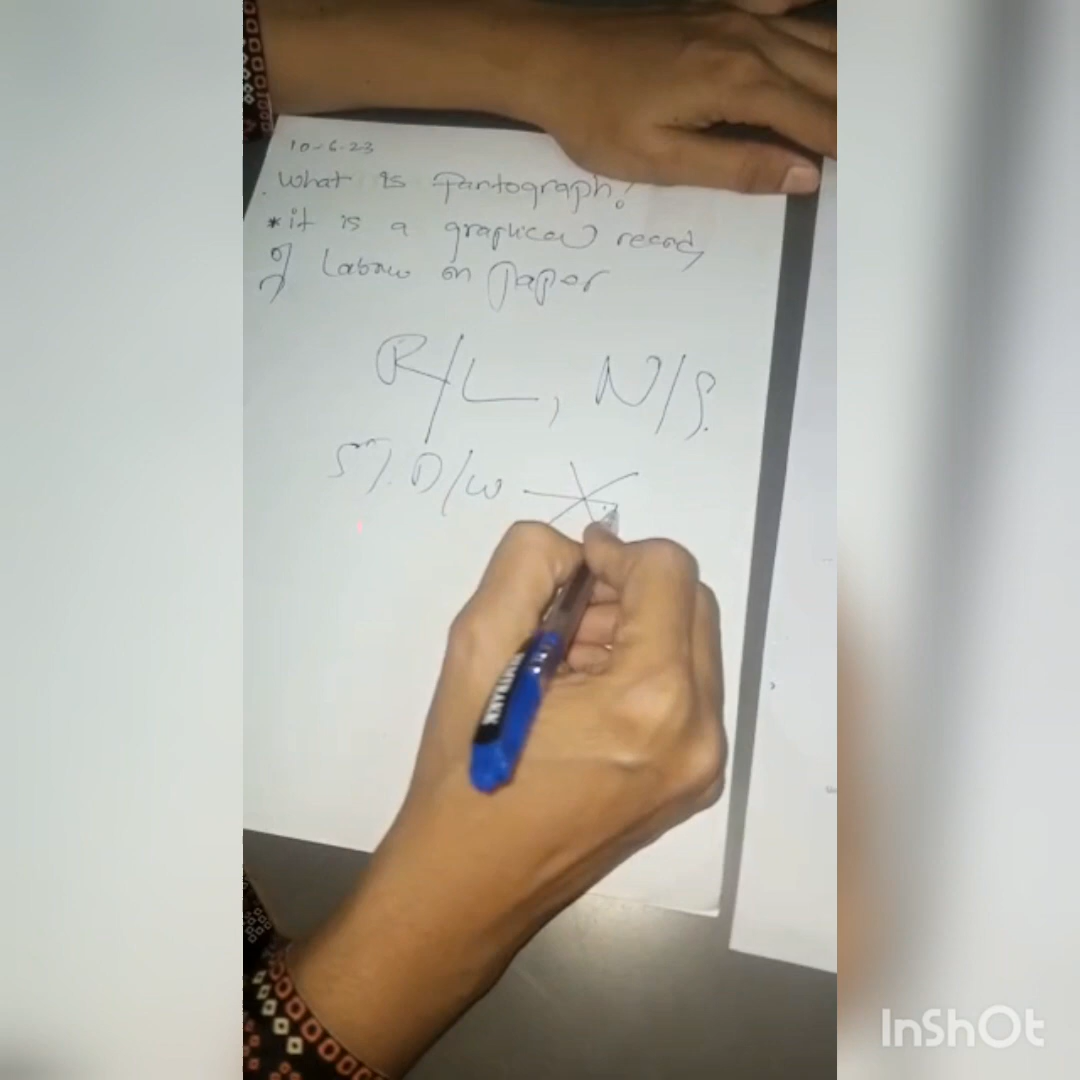 10-6-23
What is Partograph?
*it is a graphical record
of Labour on Paper
R/L, N/S.
5%. D/W
InShOt